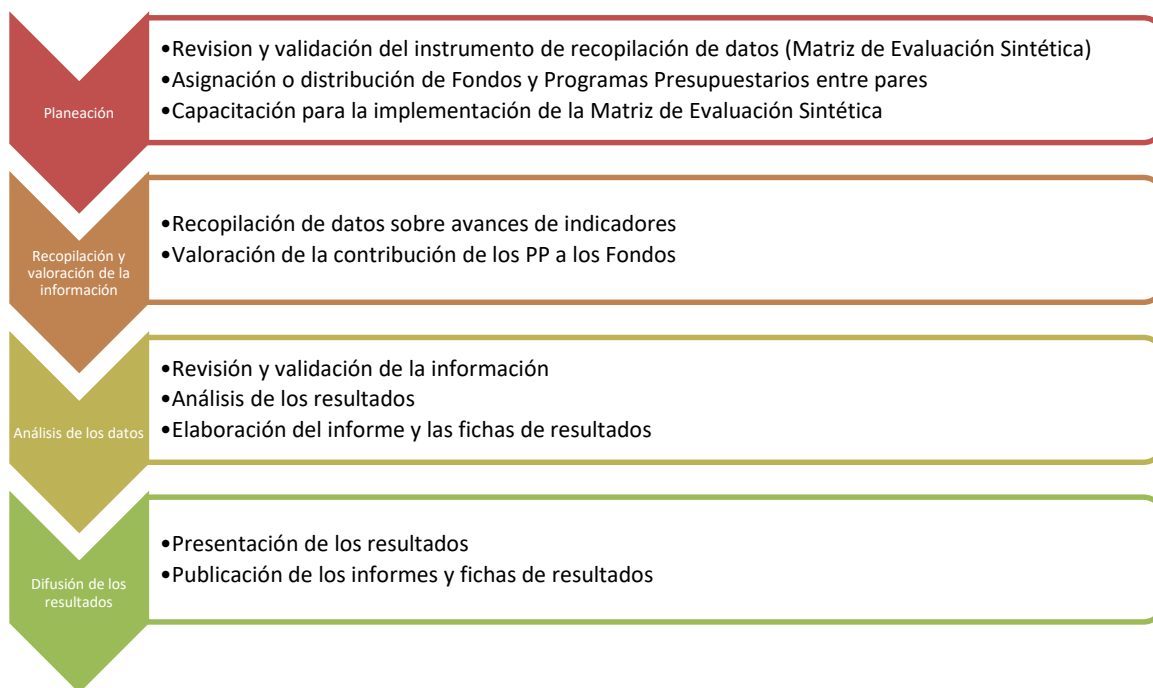 Planeación
•Revision y validación del instrumento de recopilación de datos (Matriz de Evaluación Sintética)
•Asignación o distribución de Fondos y Programas Presupuestarios entre pares
•Capacitación para la implementación de la Matriz de Evaluación Sintética
Recopilación y
valoración de la
información
•Recopilación de datos sobre avances de indicadores
•Valoración de la contribución de los PP a los Fondos
Análisis de los datos
•Revisión y validación de la información
•Análisis de los resultados
•Elaboración del informe y las fichas de resultados
Difusión de los
resultados
•Presentación de los resultados
•Publicación de los informes y fichas de resultados